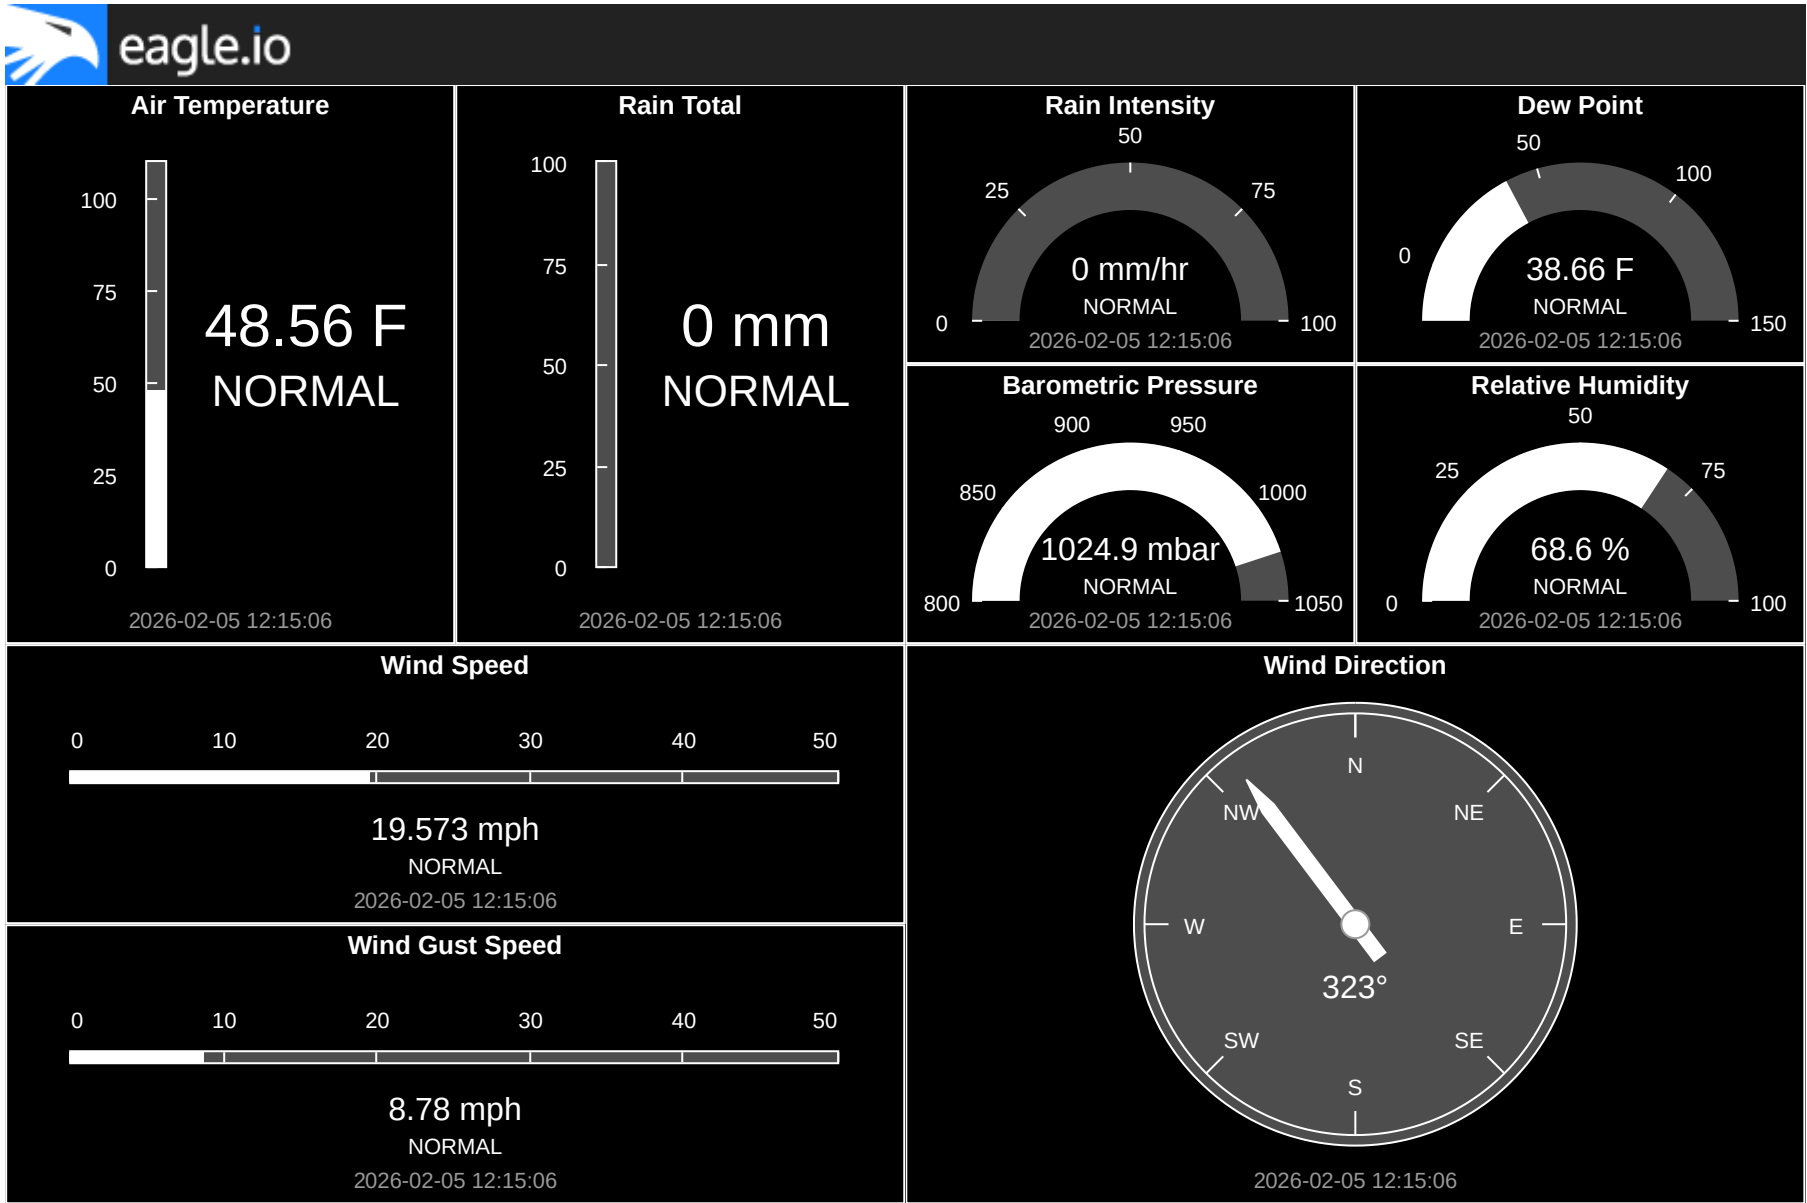 eagle.io
Air Temperature
100
75
50
25
0
48.56 F
NORMAL
2026-02-05 12:15:06
Rain Total
100
75
50
25
0
0 mm
NORMAL
2026-02-05 12:15:06
Rain Intensity
50
25
75
0
100
0 mm/hr
NORMAL
2026-02-05 12:15:06
Dew Point
50
100
0
150
38.66 F
NORMAL
2026-02-05 12:15:06
Barometric Pressure
900
950
850
1000
800
1050
1024.9 mbar
NORMAL
2026-02-05 12:15:06
Relative Humidity
50
25
75
0
100
68.6 %
NORMAL
2026-02-05 12:15:06
Wind Speed
0 10 20 30 40 50
19.573 mph
NORMAL
2026-02-05 12:15:06
Wind Gust Speed
0 10 20 30 40 50
8.78 mph
NORMAL
2026-02-05 12:15:06
Wind Direction
N
NW
NE
W
E
323°
SW
SE
S
2026-02-05 12:15:06